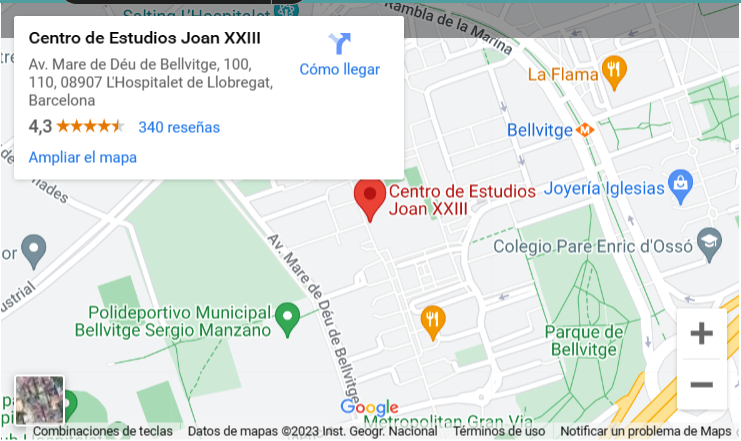 Salting L'Hospitalet
Rambla de la Marina
Centro de Estudios Joan XXIII
Av. Mare de Déu de Bellvitge, 100,
110, 08907 L'Hospitalet de Llobregat,
Barcelona
Cómo llegar
4,3
340 reseñas
Ampliar el mapa
La Flama
Bellvitge
M
Centro de Estudios
Joan XXIII
Joyería Iglesias
Colegio Pare Enric d'Ossó
Av. Mare de Déu de Bellvitge
Polideportivo Municipal
Bellvitge Sergio Manzano
Parque de
Bellvitge
+
−
Google
Metropolitan Gran Via
Combinaciones de teclas
Datos de mapas ©2023 Inst. Geogr. Nacional
Términos de uso
Notificar un problema de Maps